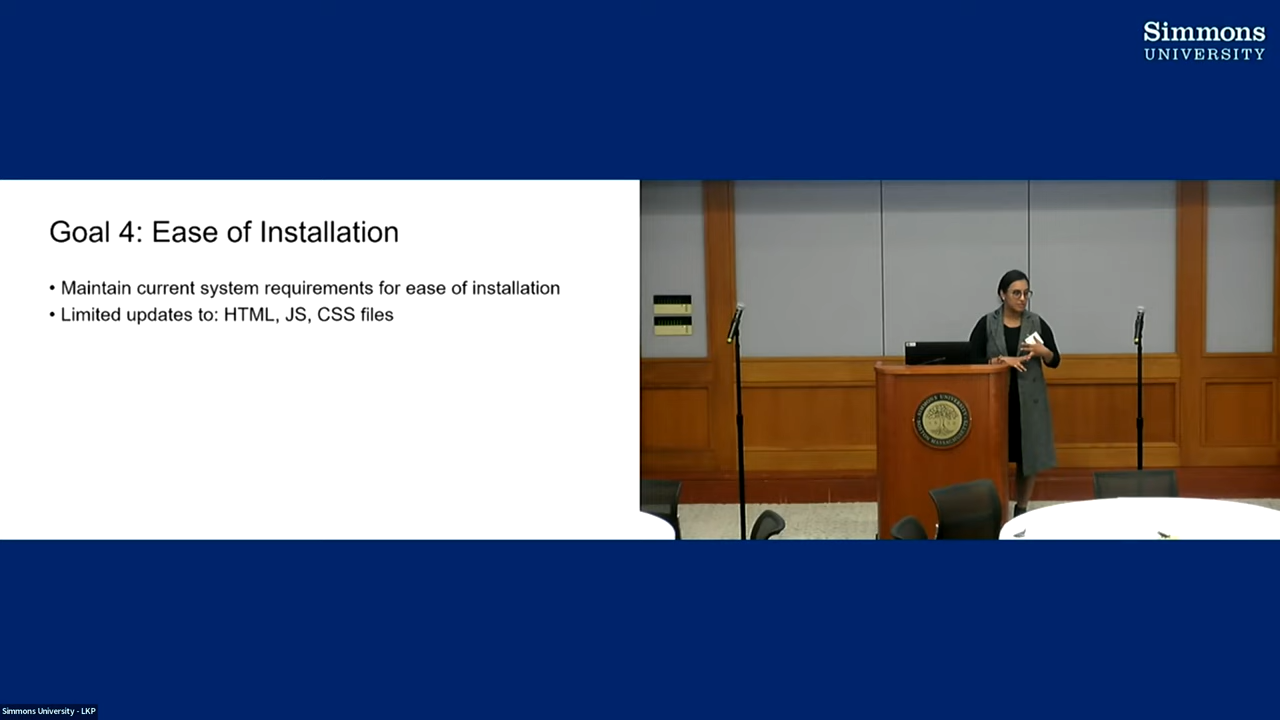 Simmons
UNIVERSITY
Goal 4: Ease of Installation
• Maintain current system requirements for ease of installation
• Limited updates to: HTML, JS, CSS files
Simmons University - LKP